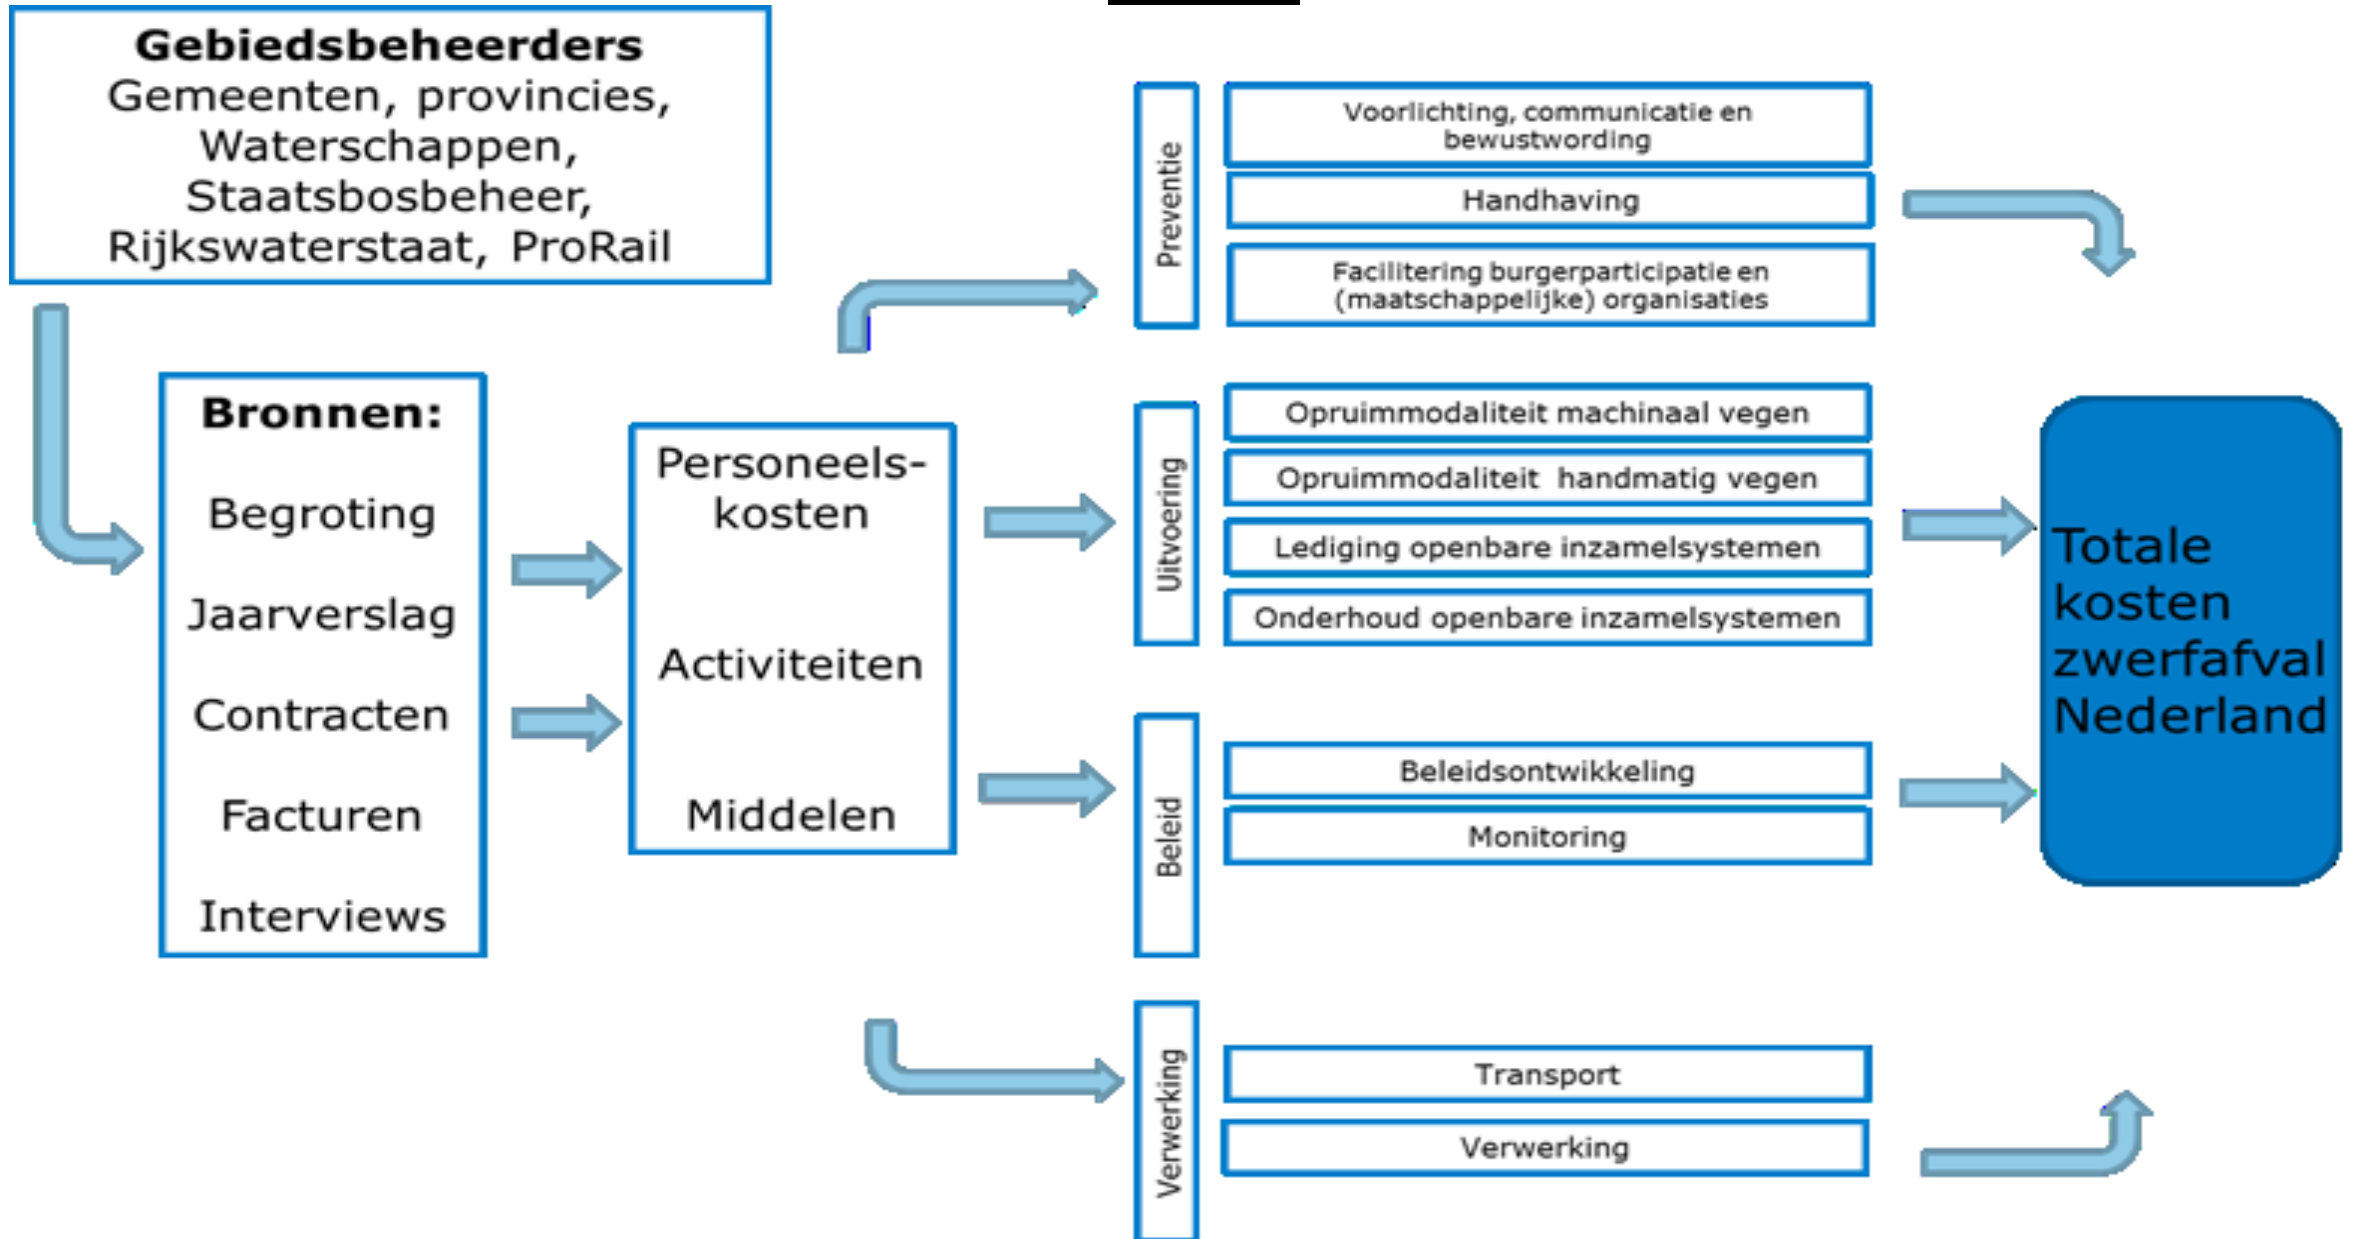 Gebiedsbeheerders
Gemeenten, provincies,
Waterschappen,
Staatsbosbeheer,
Rijkswaterstaat, ProRail
Bronnen:
Begroting
Jaarverslag
Contracten
Facturen
Interviews
Personeels-
kosten
Activiteiten
Middelen
Preventie
Voorlichting, communicatie en
bewustwording
Handhaving
Facilitering burgerparticipatie en
(maatschappelijke) organisaties
Uitvoering
Opruimmodaliteit machinaal vegen
Opruimmodaliteit handmatig vegen
Lediging openbare inzamelsystemen
Onderhoud openbare inzamelsystemen
Beleid
Beleidsontwikkeling
Monitoring
Verwerking
Transport
Verwerking
Totale
kosten
zwerfafval
Nederland